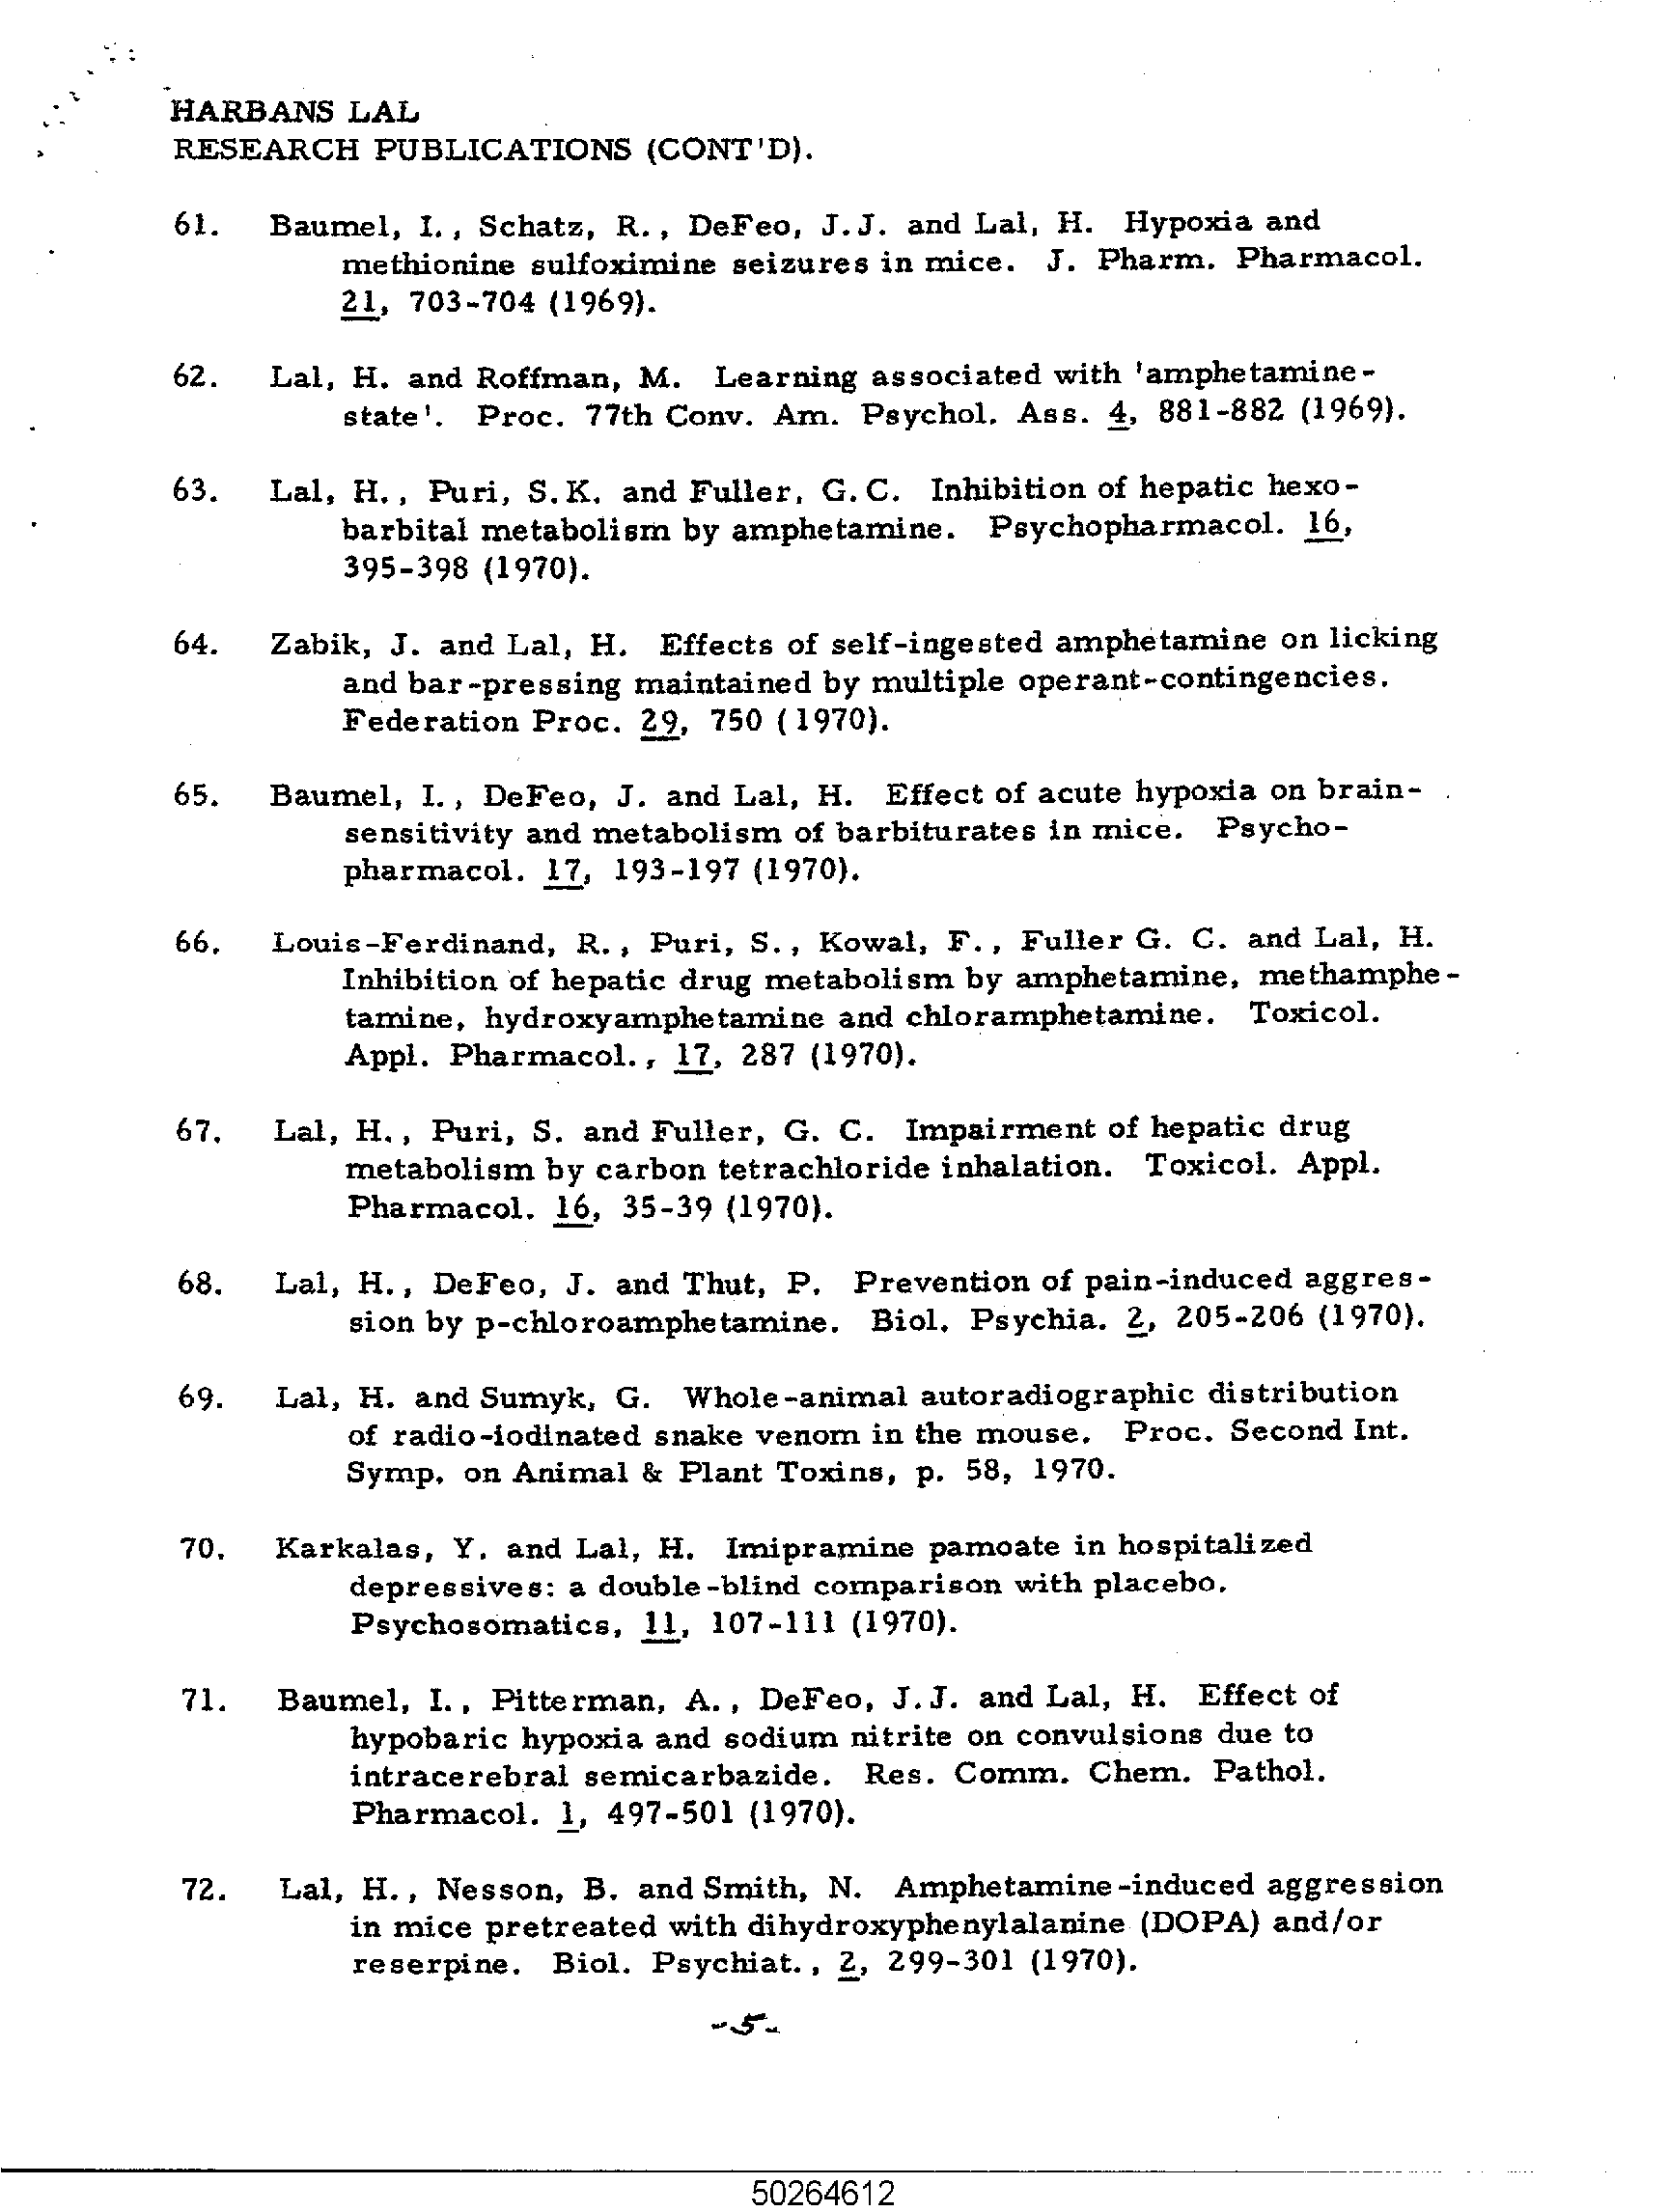 HARBANS LAL
RESEARCH PUBLICATIONS (CONT'D).
61. Baumel, I., Schatz, R., DeFeo, J.J. and Lal, H. Hypoxia and
methionine sulfoximine seizures in mice. J. Pharm. Pharmacol.
21, 703-704 (1969).
62. Lal, H. and Roffman, M. Learning associated with 'amphetamine-
state'. Proc. 77th Conv. Am. Psychol. Ass. 4, 881-882 (1969).
63. Lal, H., Puri, S.K. and Fuller, G.C. Inhibition of hepatic hexo-
barbital metabolism by amphetamine. Psychopharmacol. 16,
395-398 (1970).
64. Zabik, J. and Lal, H. Effects of self-ingested amphetamine on licking
and bar-pressing maintained by multiple operant-contingencies.
Federation Proc. 29, 750 (1970).
65. Baumel, I., DeFeo, J. and Lal, H. Effect of acute hypoxia on brain-
sensitivity and metabolism of barbiturates in mice. Psycho-
pharmacol. 17, 193-197 (1970).
66. Louis-Ferdinand, R., Puri, S., Kowal, F., Fuller G. C. and Lal, H.
Inhibition of hepatic drug metabolism by amphetamine, methamphe-
tamine, hydroxyamphetamine and chloramphetamine. Toxicol.
Appl. Pharmacol., 17, 287 (1970).
67. Lal, H., Puri, S. and Fuller, G. C. Impairment of hepatic drug
metabolism by carbon tetrachloride inhalation. Toxicol. Appl.
Pharmacol. 16, 35-39 (1970).
68. Lal, H., DeFeo, J. and Thut, P. Prevention of pain-induced aggres-
sion by p-chloroamphetamine. Biol. Psychia. 2, 205-206 (1970).
69. Lal, H. and Sumyk, G. Whole-animal autoradiographic distribution
of radio-iodinated snake venom in the mouse. Proc. Second Int.
Symp. on Animal & Plant Toxins, p. 58, 1970.
70. Karkalas, Y. and Lal, H. Imipramine pamoate in hospitalized
depressives: a double-blind comparison with placebo.
Psychosomatics, 11, 107-111 (1970).
71. Baumel, I., Pitterman, A., DeFeo, J.J. and Lal, H. Effect of
hypobaric hypoxia and sodium nitrite on convulsions due to
intracerebral semicarbazide. Res. Comm. Chem. Pathol.
Pharmacol. 1, 497-501 (1970).
72. Lal, H., Nesson, B. and Smith, N. Amphetamine-induced aggression
in mice pretreated with dihydroxyphenylalanine (DOPA) and/or
reserpine. Biol. Psychiat., 2, 299-301 (1970).
-5-
50264612